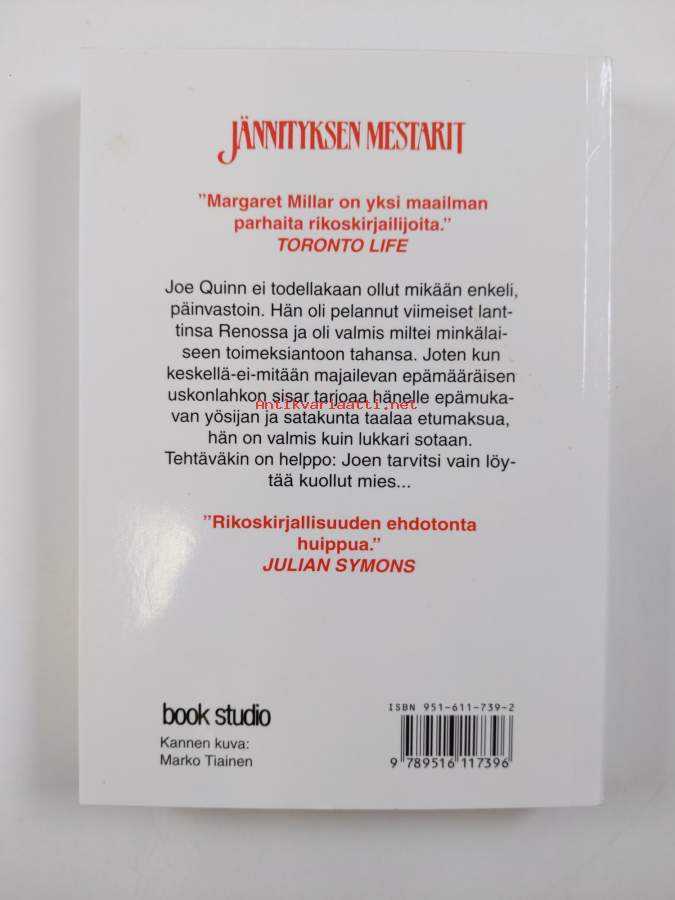 JÄNNITYKSEN MESTARIT
”Margaret Millar on yksi maailman
parhaita rikoskirjailijoita.”
TORONTO LIFE
Joe Quinn ei todellakaan ollut mikään enkeli,
päinvastoin. Hän oli pelannut viimeiset lant-
tinsa Renossa ja oli valmis miltei minkälai-
seen toimeksiantoon tahansa. Joten kun
keskellä-ei-mitään majailevan epämääräisen
uskonlahkon sisar tarjoaa hänelle epämuka-
Antikvariaatti.net
van yösijan ja satakunta taalaa etumaksua,
hän on valmis kuin lukkari sotaan.
Tehtäväkin on helppo: Joen tarvitsi vain löy-
tää kuollut mies...
”Rikoskirjallisuuden ehdotonta
huippua.”
JULIAN SYMONS
book studio
Kannen kuva:
Marko Tiainen
ISBN 951-611-739-2
9 789516 117396